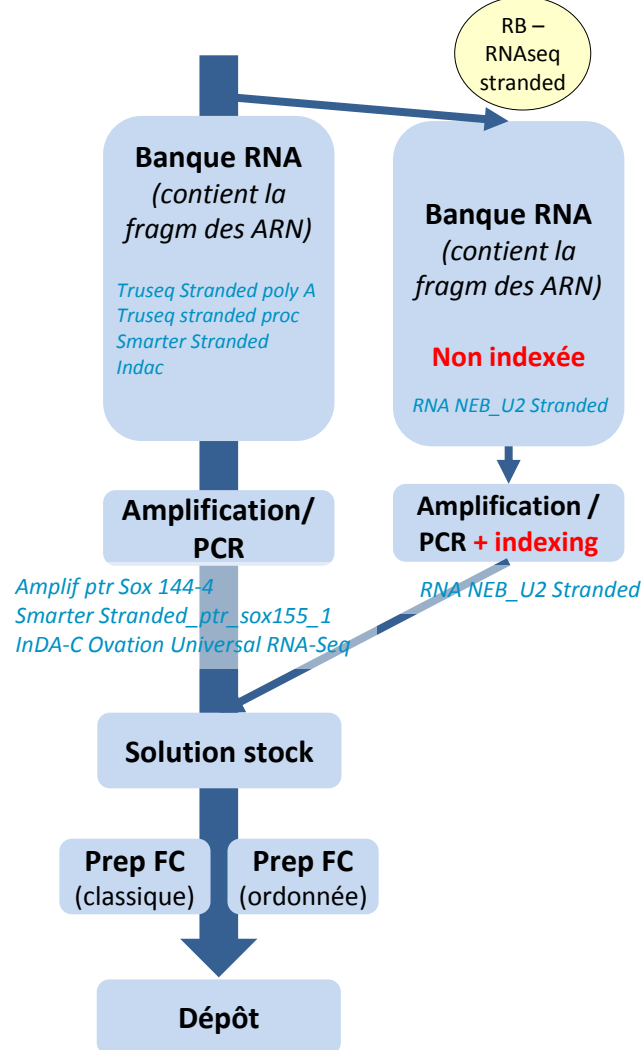 RB –
RNAseq
stranded
Banque RNA
(contient la
fragm des ARN)
Truseq Stranded poly A
Truseq stranded proc
Smarter Stranded
Indac
Banque RNA
(contient la
fragm des ARN)
Non indexée
RNA NEB_U2 Stranded
Amplification/
PCR
Amplification /
PCR + indexing
Amplif ptr Sox 144-4
Smarter Stranded_ptr_sox155_1
InDA-C Ovation Universal RNA-Seq
RNA NEB_U2 Stranded
Solution stock
Prep FC
(classique)
Prep FC
(ordonnée)
Dépôt